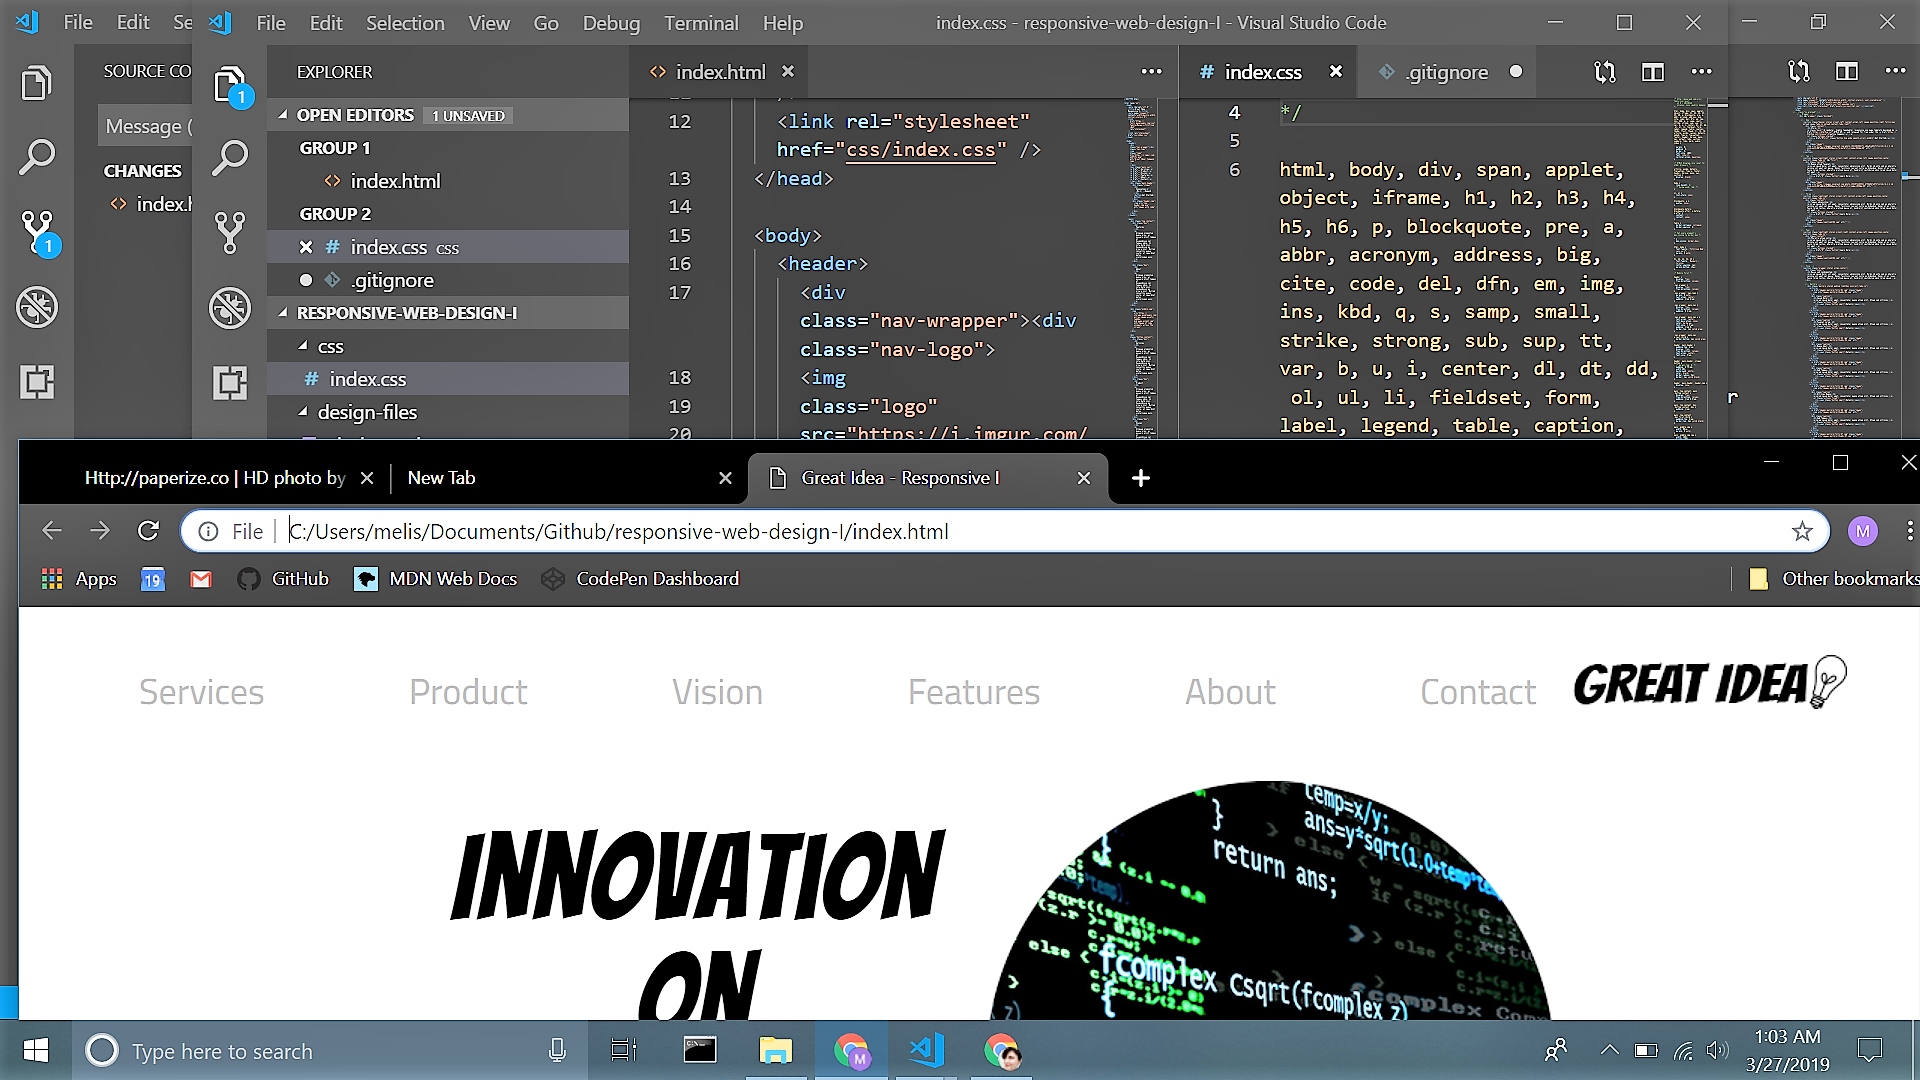 File Edit Se
SOURCE CO
Message (
CHANGES
index.h
1
File Edit Selection View Go Debug Terminal Help
index.css - responsive-web-design-I - Visual Studio Code
1
EXPLORER
OPEN EDITORS 1 UNSAVED
GROUP 1
<> index.html
GROUP 2
# index.css css
.gitignore
RESPONSIVE-WEB-DESIGN-I
css
# index.css
design-files
<> index.html
12 <link rel="stylesheet"
href="css/index.css" />
13 </head>
14
15 <body>
16 <header>
17 <div
class="nav-wrapper"><div
class="nav-logo">
18 <img
19 class="logo"
20 src="https://i.imgur.com/
# index.css
.gitignore
4 */
5
6 html, body, div, span, applet,
object, iframe, h1, h2, h3, h4,
h5, h6, p, blockquote, pre, a,
abbr, acronym, address, big,
cite, code, del, dfn, em, img,
ins, kbd, q, s, samp, small,
strike, strong, sub, sup, tt,
var, b, u, i, center, dl, dt, dd,
ol, ul, li, fieldset, form,
label, legend, table, caption,
r
Http://paperize.co | HD photo by
New Tab
Great Idea - Responsive I
File C:/Users/melis/Documents/Github/responsive-web-design-I/index.html
M
Apps
19
GitHub
MDN Web Docs
CodePen Dashboard
Other bookmarks
Services Product Vision Features About Contact GREAT IDEA
INNOVATION
ON
temp=x/y;
ans=y*sqrt(1.0+temp*te
}
return ans;
fcomplex Csqrt(fcomplex z)
{
Type here to search
M
1:03 AM
3/27/2019